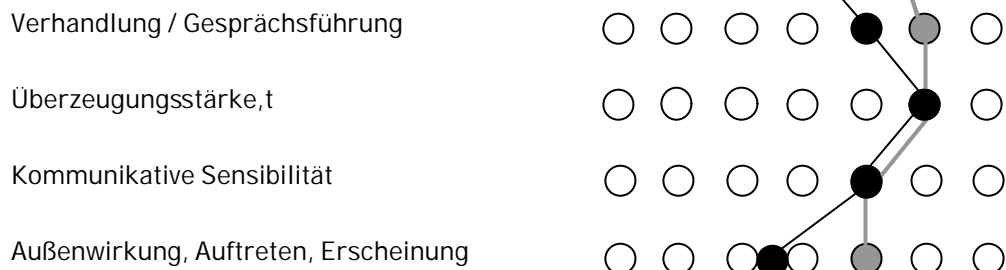 Verhandlung / Gesprächsführung
Überzeugungsstärke,t
Kommunikative Sensibilität
Außenwirkung, Auftreten, Erscheinung